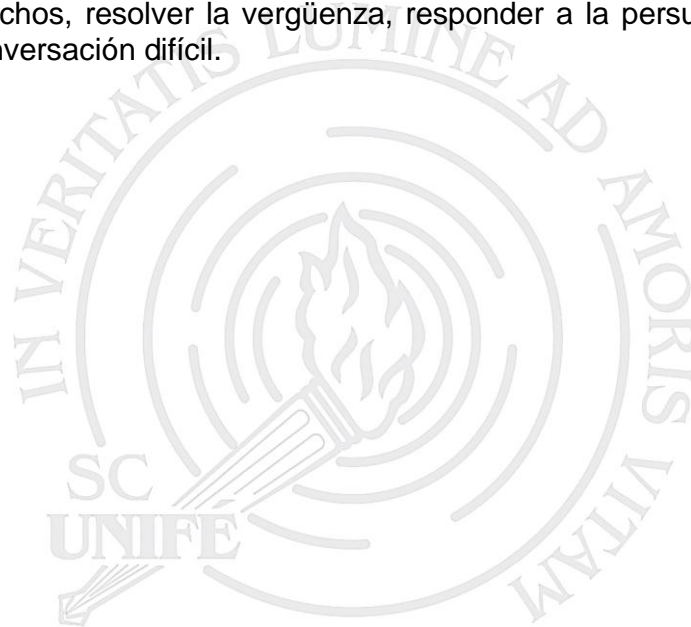 chos, resolver la vergüenza, responder a la persu
nversación difícil.
IN VERITATIS LUMINE AD AMORIS VITAM
SC
UNIFE